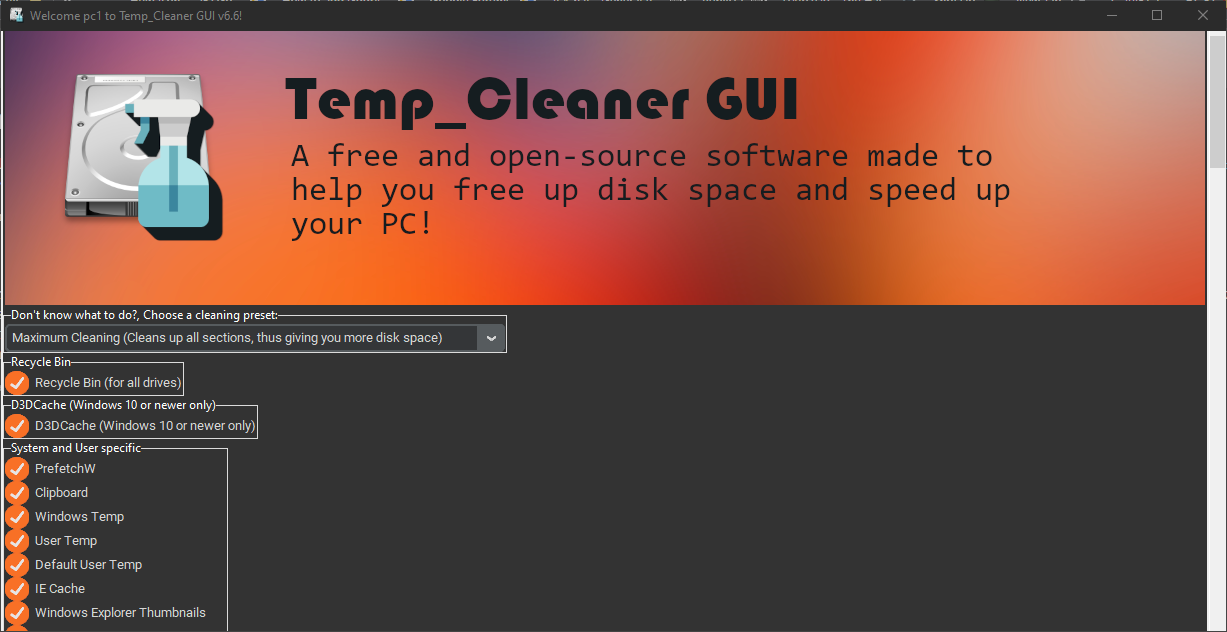 Welcome pc1 to Temp_Cleaner GUI v6.6!
Temp_Cleaner GUI
A free and open-source software made to
help you free up disk space and speed up
your PC!
Don't know what to do?, Choose a cleaning preset:
Maximum Cleaning (Cleans up all sections, thus giving you more disk space)
Recycle Bin
Recycle Bin (for all drives)
D3DCache (Windows 10 or newer only)
D3DCache (Windows 10 or newer only)
System and User specific
PrefetchW
Clipboard
Windows Temp
User Temp
Default User Temp
IE Cache
Windows Explorer Thumbnails